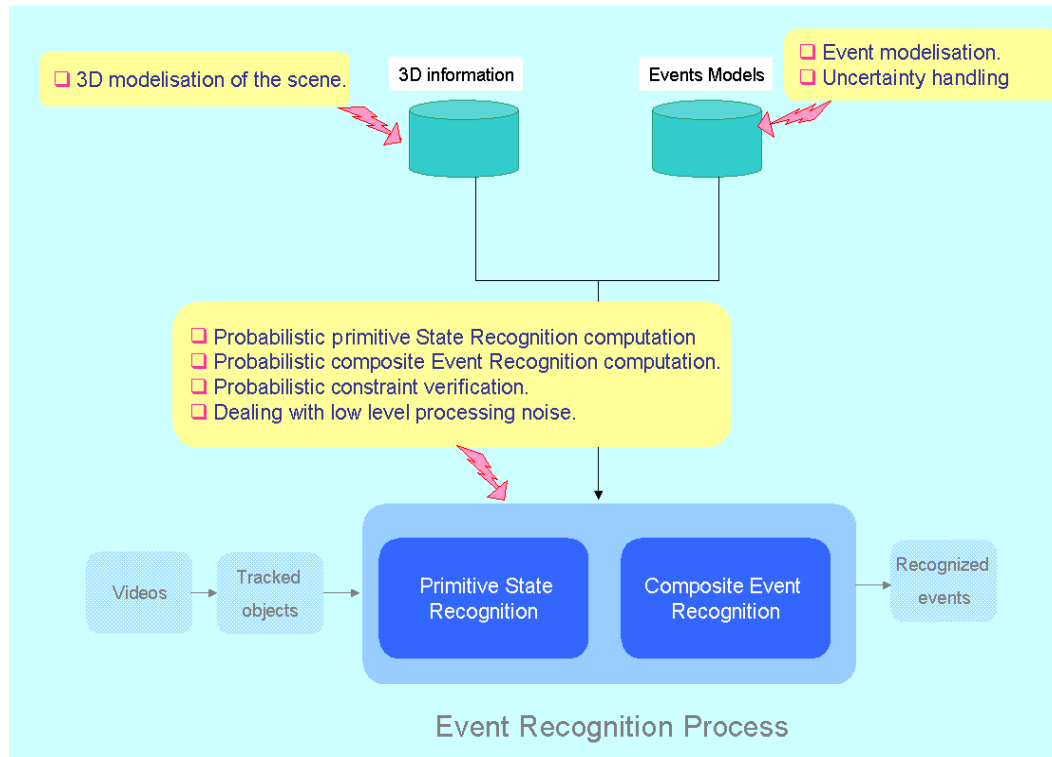 ❑ 3D modelisation of the scene.
3D information
Events Models
❑ Event modelisation.
❑ Uncertainty handling
❑ Probabilistic primitive State Recognition computation
❑ Probabilistic composite Event Recognition computation.
❑ Probabilistic constraint verification.
❑ Dealing with low level processing noise.
Videos
Tracked
objects
Primitive State
Recognition
Composite Event
Recognition
Recognized
events
Event Recognition Process